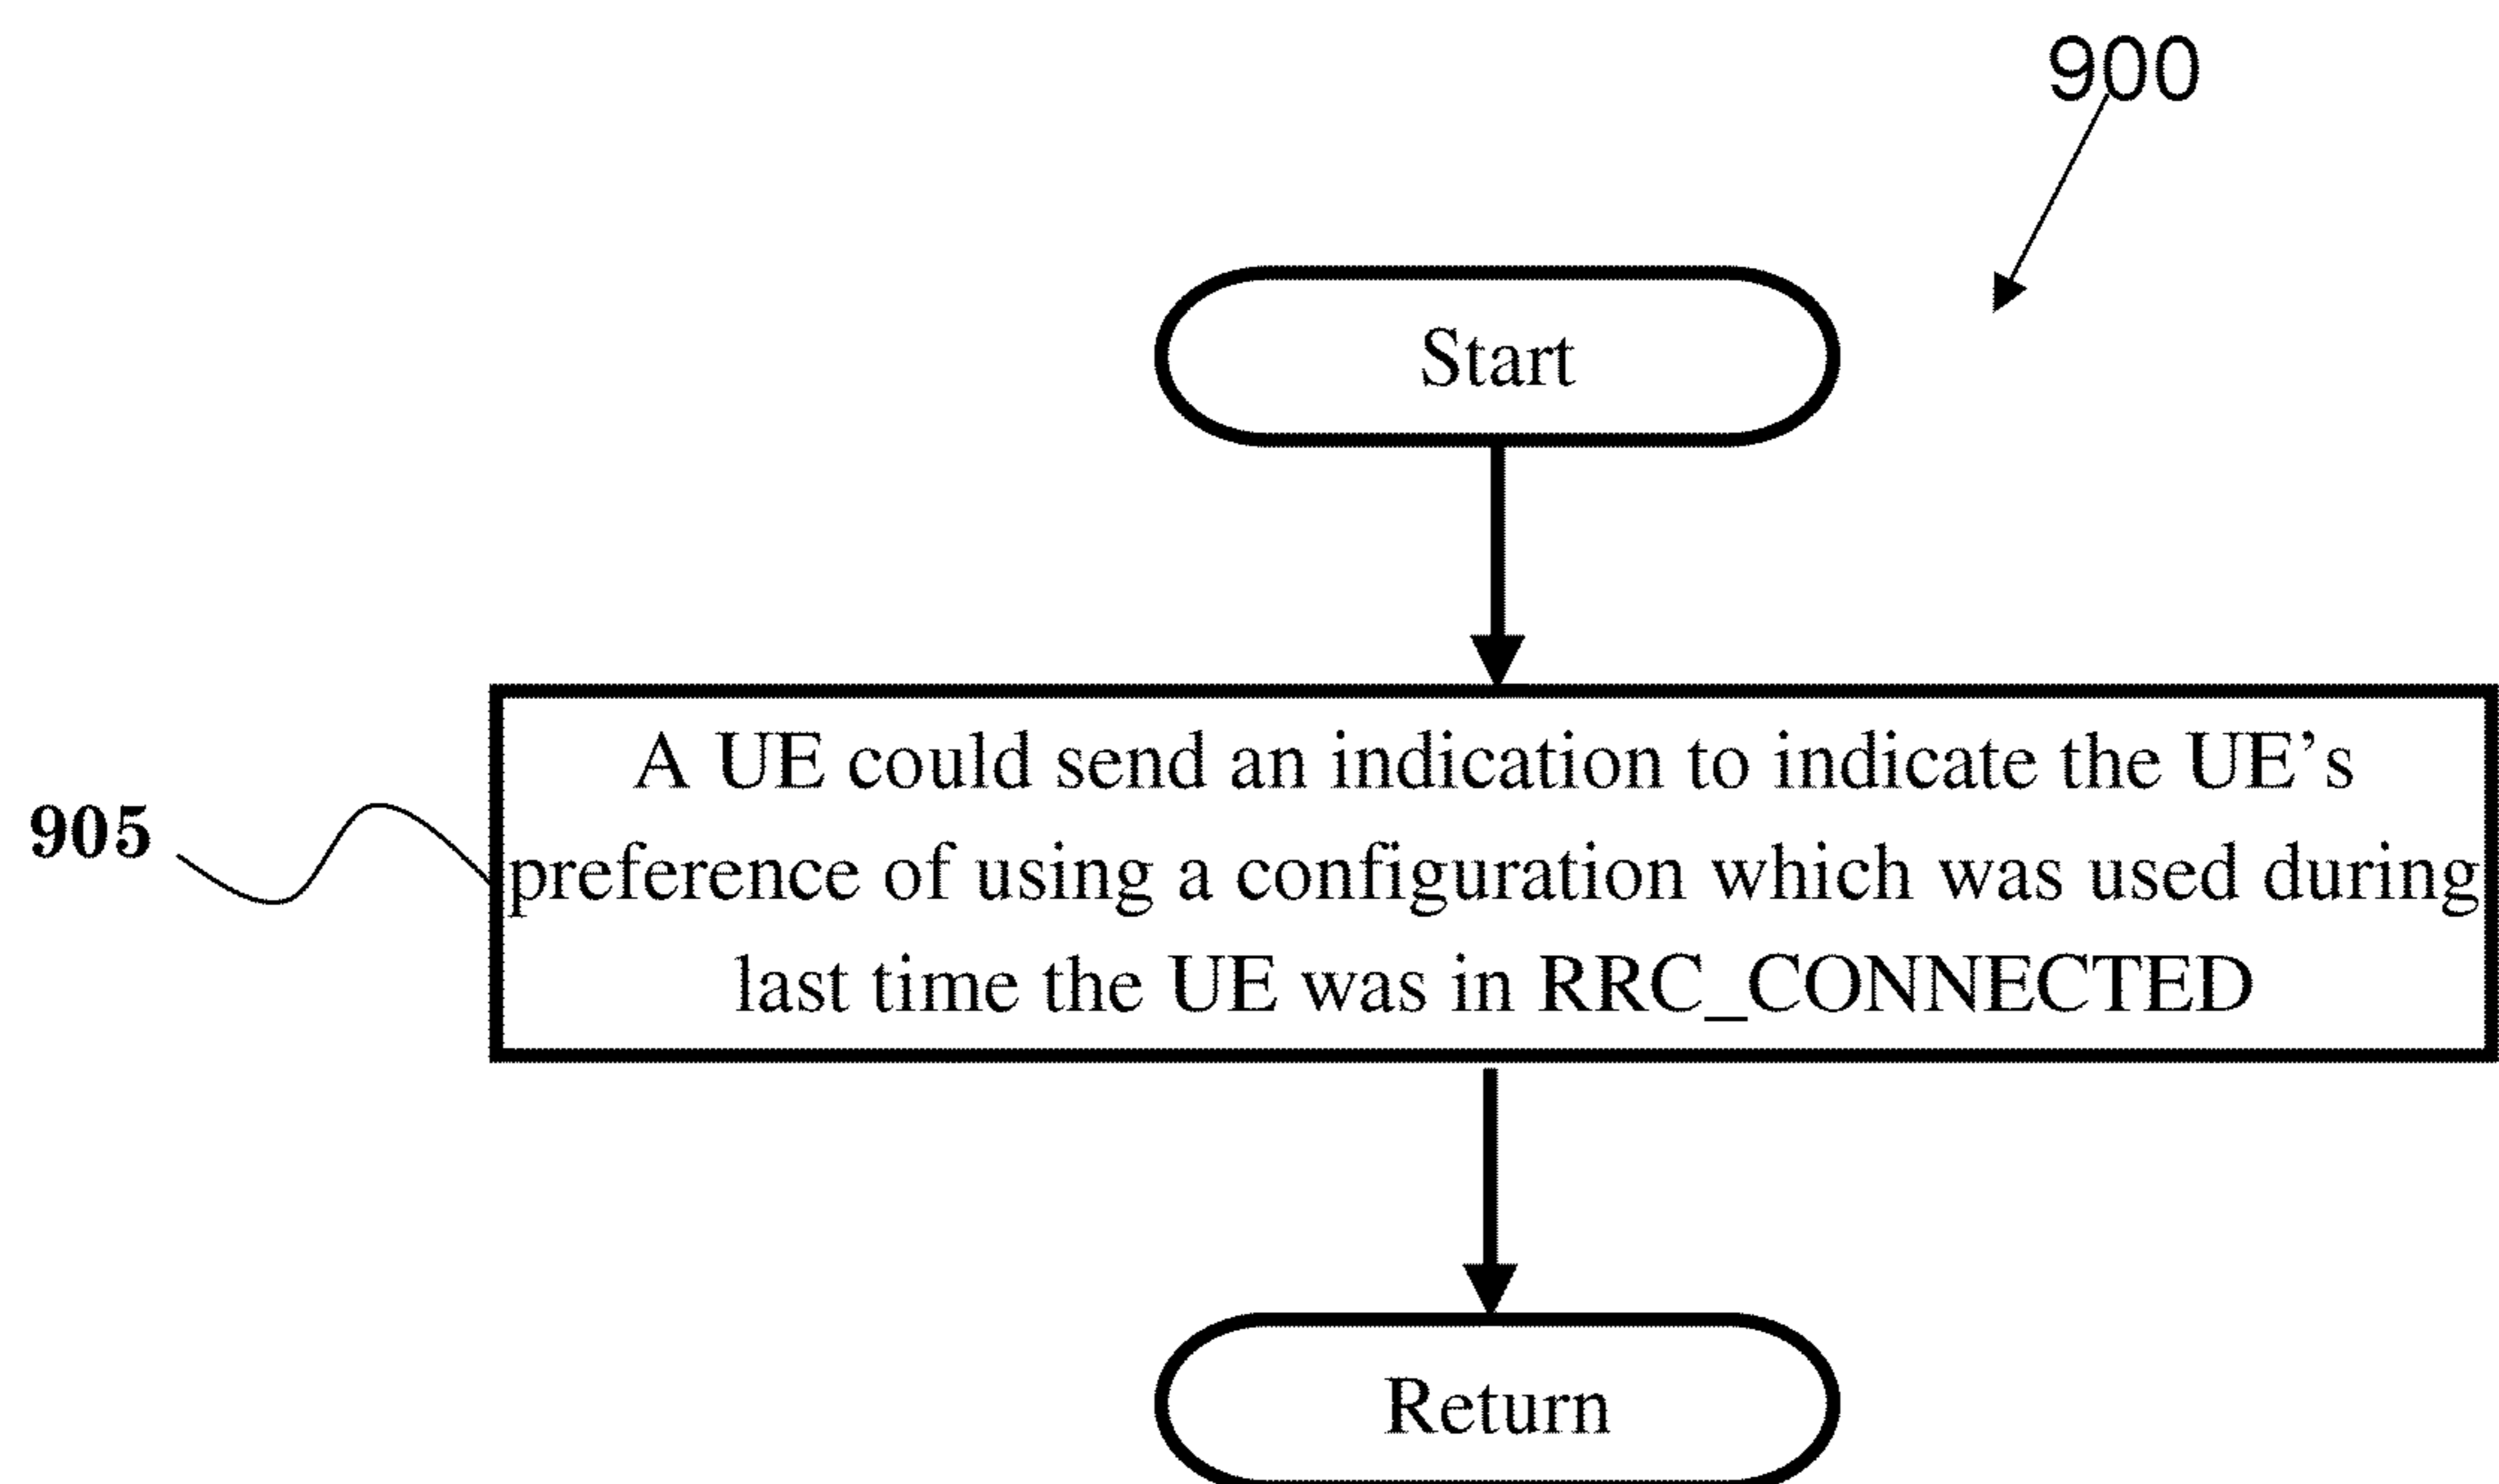 900
Start
A UE could send an indication to indicate the UE’s
905
preference of using a configuration which was used during
last time the UE was in RRC_CONNECTED
Return